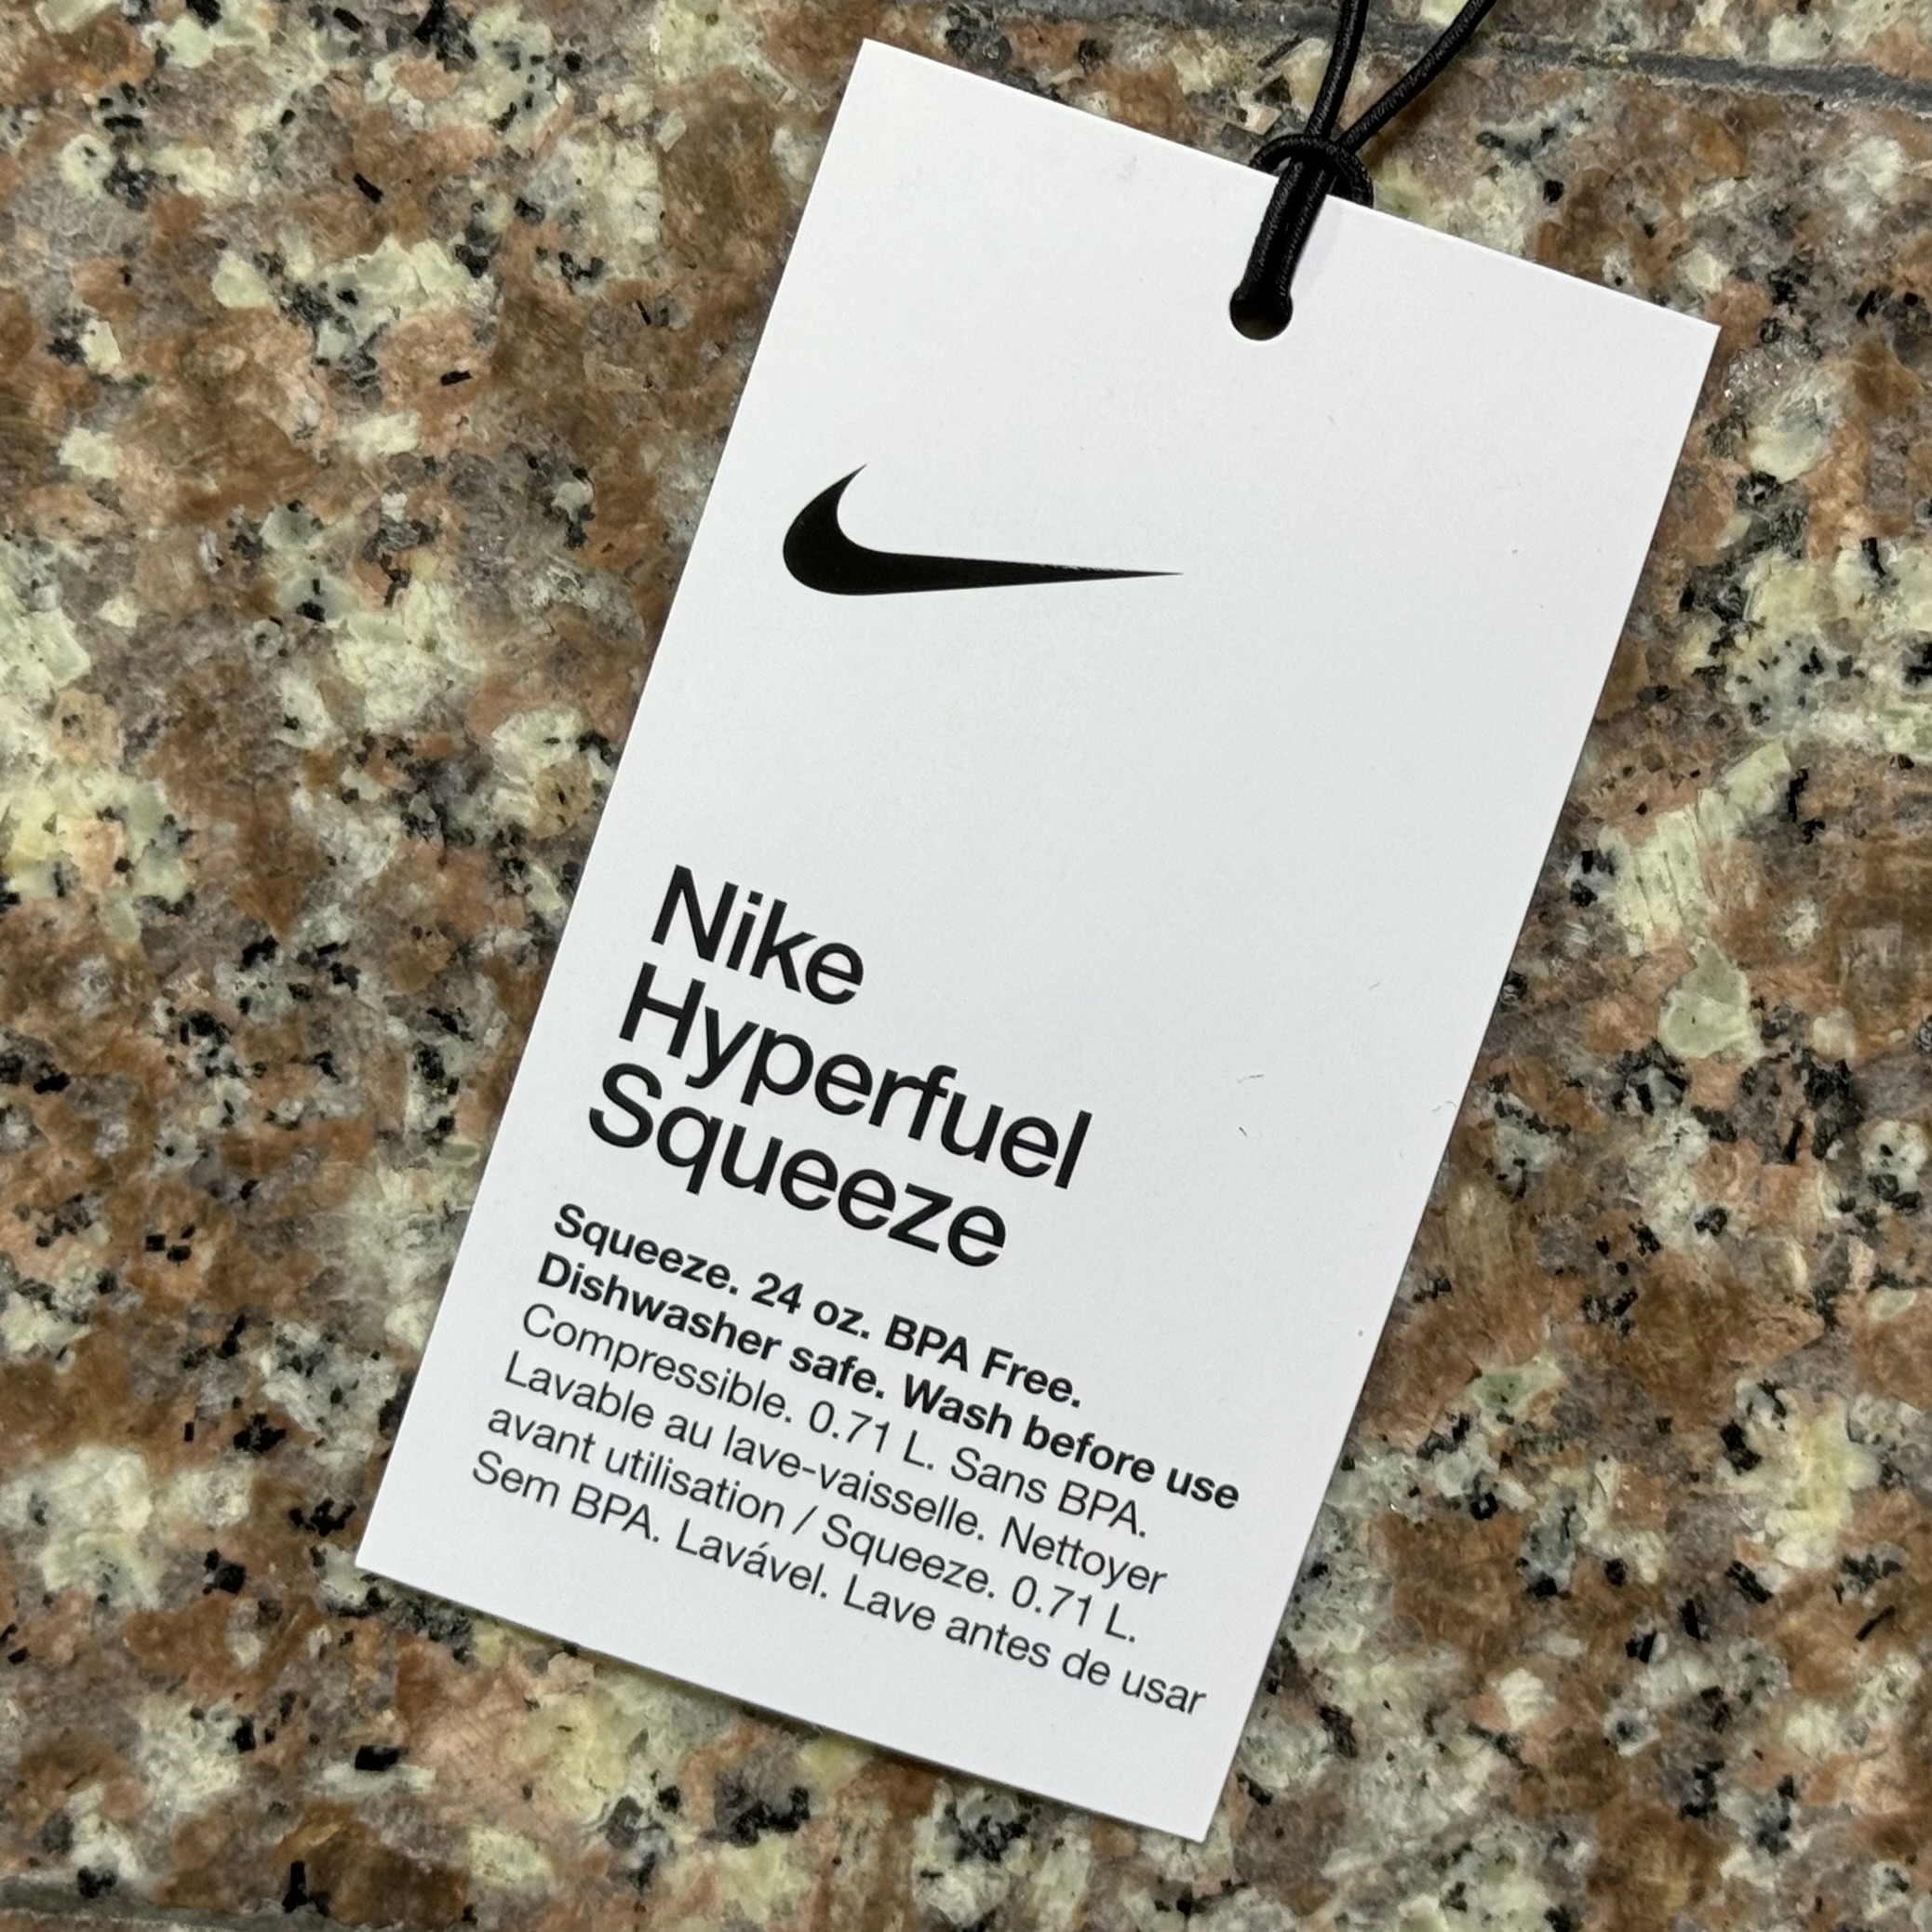 Nike
Hyperfuel
Squeeze
Squeeze. 24 oz. BPA Free.
Dishwasher safe. Wash before use
Compressible. 0.71 L. Sans BPA.
Lavable au lave-vaisselle. Nettoyer
avant utilisation / Squeeze. 0.71 L.
Sem BPA. Lavável. Lave antes de usar